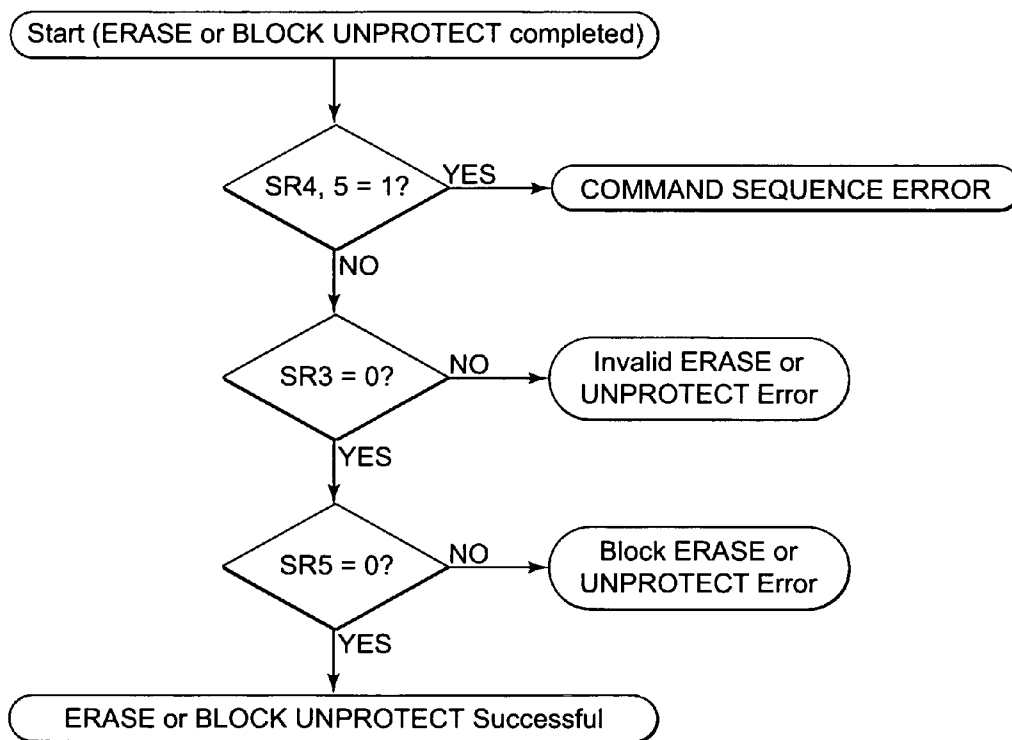 Start (ERASE or BLOCK UNPROTECT completed)
SR4, 5 = 1?
YES
COMMAND SEQUENCE ERROR
NO
SR3 = 0?
NO
Invalid ERASE or
UNPROTECT Error
YES
SR5 = 0?
NO
Block ERASE or
UNPROTECT Error
YES
ERASE or BLOCK UNPROTECT Successful